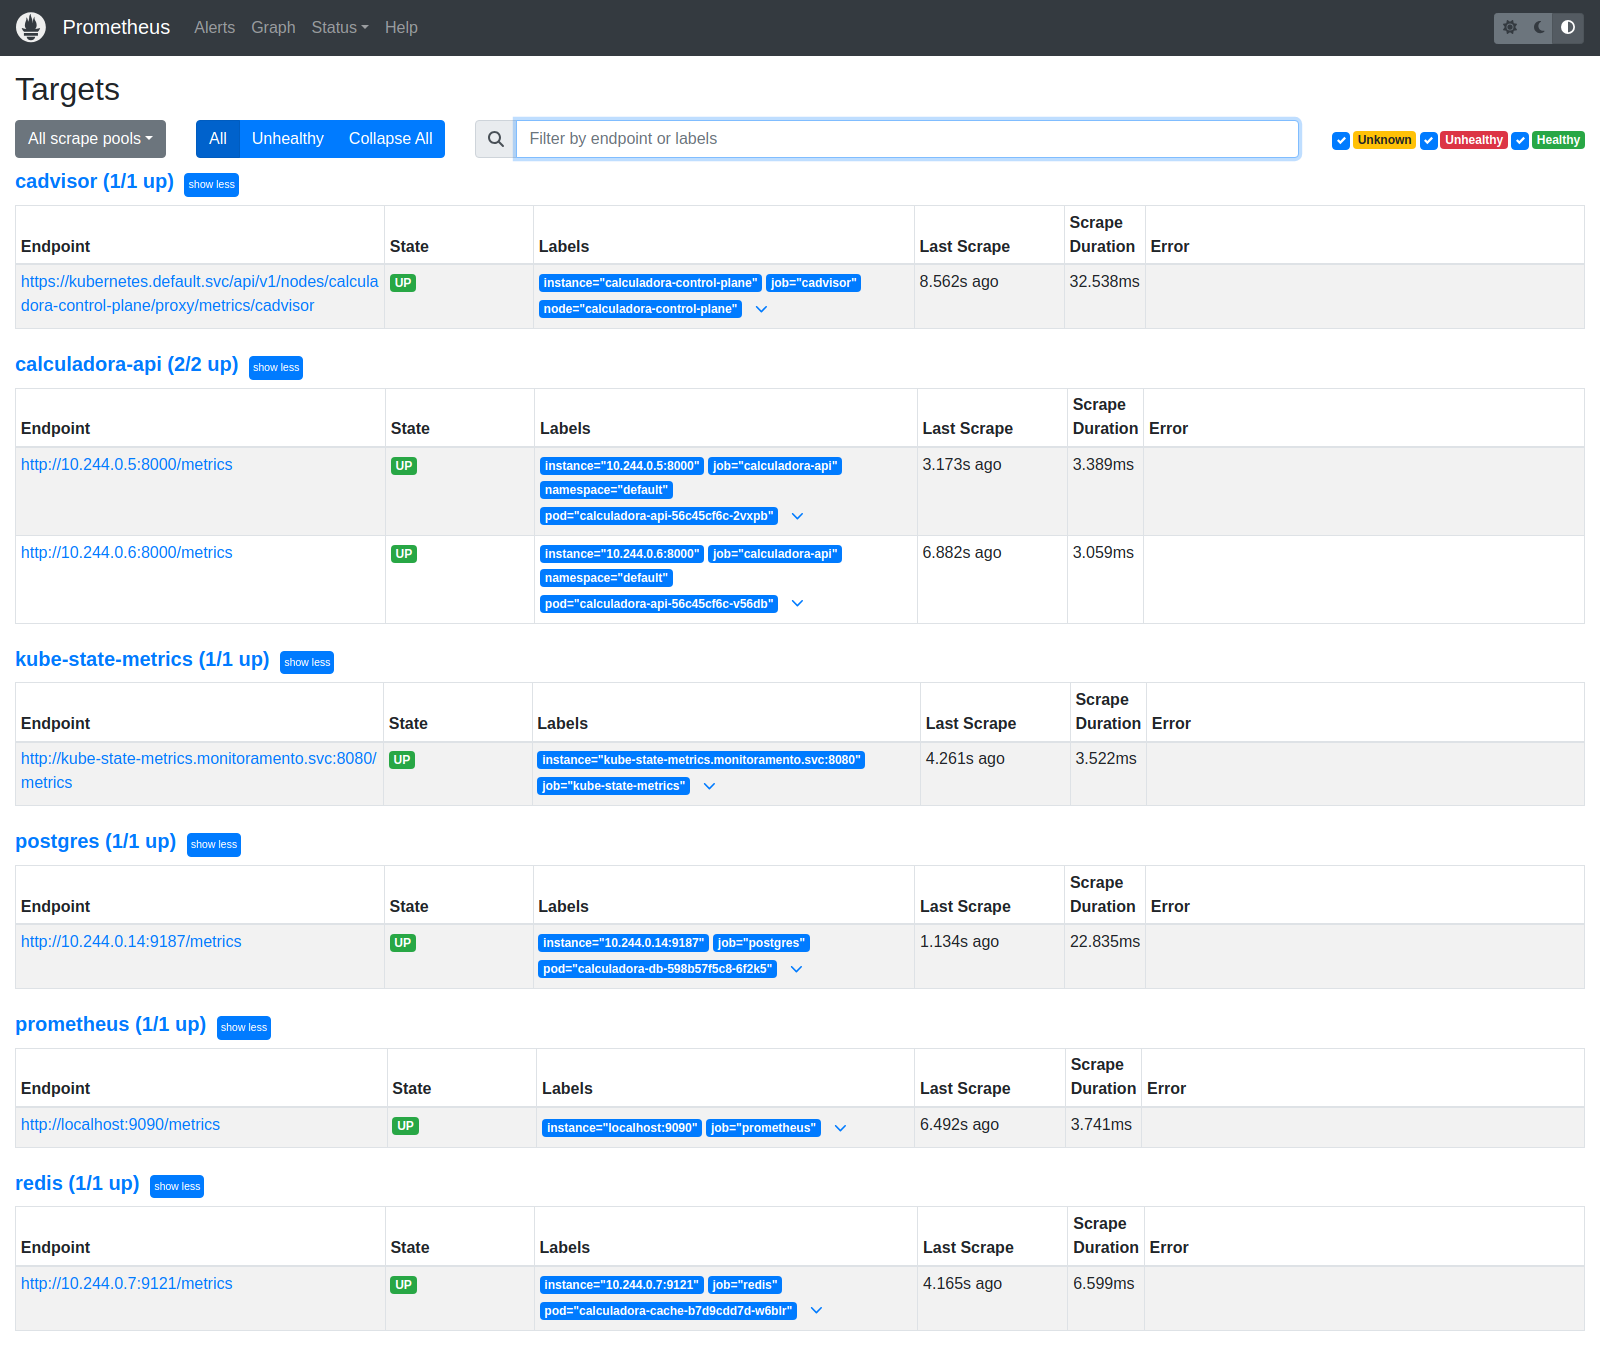 Prometheus Alerts Graph Status Help
Targets
All scrape pools All Unhealthy Collapse All Filter by endpoint or labels Unknown Unhealthy Healthy
cadvisor (1/1 up) show less
Endpoint State Labels Last Scrape Scrape Duration Error
https://kubernetes.default.svc/api/v1/nodes/calcula UP instance="calculadora-control-plane" job="cadvisor" 8.562s ago 32.538ms
dora-control-plane/proxy/metrics/cadvisor node="calculadora-control-plane"
calculadora-api (2/2 up) show less
Endpoint State Labels Last Scrape Scrape Duration Error
http://10.244.0.5:8000/metrics UP instance="10.244.0.5:8000" job="calculadora-api" 3.173s ago 3.389ms
namespace="default"
pod="calculadora-api-56c45cf6c-2vxpb"
http://10.244.0.6:8000/metrics UP instance="10.244.0.6:8000" job="calculadora-api" 6.882s ago 3.059ms
namespace="default"
pod="calculadora-api-56c45cf6c-v56db"
kube-state-metrics (1/1 up) show less
Endpoint State Labels Last Scrape Scrape Duration Error
http://kube-state-metrics.monitoramento.svc:8080/ UP instance="kube-state-metrics.monitoramento.svc:8080" 4.261s ago 3.522ms
metrics job="kube-state-metrics"
postgres (1/1 up) show less
Endpoint State Labels Last Scrape Scrape Duration Error
http://10.244.0.14:9187/metrics UP instance="10.244.0.14:9187" job="postgres" 1.134s ago 22.835ms
pod="calculadora-db-598b57f5c8-6f2k5"
prometheus (1/1 up) show less
Endpoint State Labels Last Scrape Scrape Duration Error
http://localhost:9090/metrics UP instance="localhost:9090" job="prometheus" 6.492s ago 3.741ms
redis (1/1 up) show less
Endpoint State Labels Last Scrape Scrape Duration Error
http://10.244.0.7:9121/metrics UP instance="10.244.0.7:9121" job="redis" 4.165s ago 6.599ms
pod="calculadora-cache-b7d9cdd7d-w6blr"